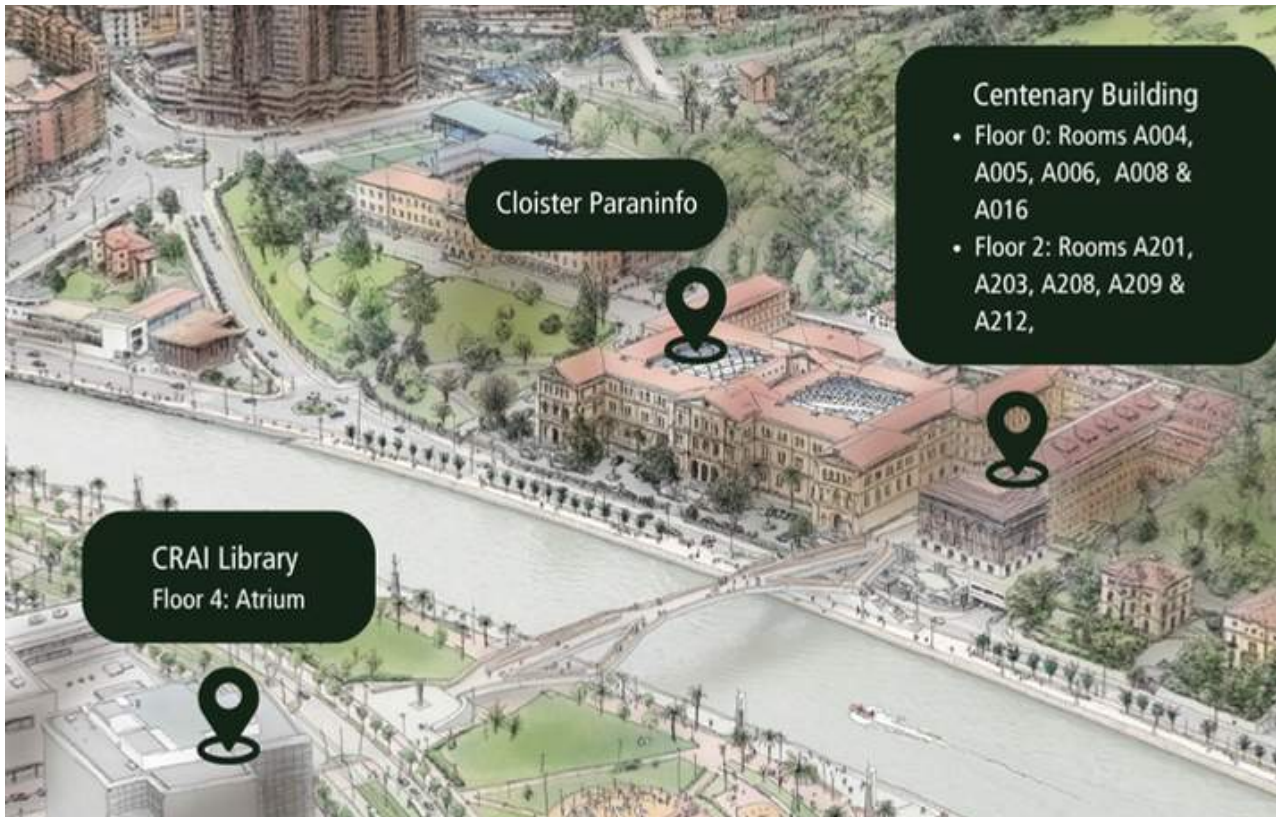 Centenary Building
• Floor 0: Rooms A004,
A005, A006, A008 &
A016
• Floor 2: Rooms A201,
A203, A208, A209 &
A212,
Cloister Paraninfo
CRAI Library
Floor 4: Atrium